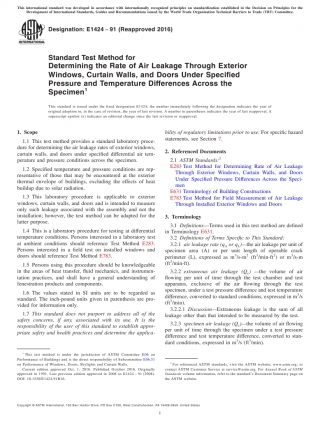 This international standard was developed in accordance with internationally recognized principles on standardization established in the Decision on Principles for the
Development of International Standards, Guides and Recommendations issued by the World Trade Organization Technical Barriers to Trade (TBT) Committee.
Designation: E1424 - 91 (Reapproved 2016)
Standard Test Method for
Determining the Rate of Air Leakage Through Exterior
Windows, Curtain Walls, and Doors Under Specified
Pressure and Temperature Differences Across the
Specimen¹
This standard is issued under the fixed designation E1424; the number immediately following the designation indicates the year of
original adoption or, in the case of revision, the year of last revision. A number in parentheses indicates the year of last reapproval. A
superscript epsilon (ε) indicates an editorial change since the last revision or reapproval.
1. Scope
1.1 This test method provides a standard laboratory proce-
dure for determining the air leakage rates of exterior windows,
curtain walls, and doors under specified differential air tem-
perature and pressure conditions across the specimen.
1.2 Specified temperature and pressure conditions are rep-
resentative of those that may be encountered at the exterior
thermal envelope of buildings, excluding the effects of heat
buildup due to solar radiation.
1.3 This laboratory procedure is applicable to exterior
windows, curtain walls, and doors and is intended to measure
only such leakage associated with the assembly and not the
installation; however, the test method can be adapted for the
latter purpose.
1.4 This is a laboratory procedure for testing at differential
temperature conditions. Persons interested in a laboratory test
at ambient conditions should reference Test Method E283.
Persons interested in a field test on installed windows and
doors should reference Test Method E783.
1.5 Persons using this procedure should be knowledgeable
in the areas of heat transfer, fluid mechanics, and instrumen-
tation practices, and shall have a general understanding of
fenestration products and components.
1.6 The values stated in SI units are to be regarded as
standard. The inch-pound units given in parentheses are pro-
vided for information only.
1.7 This standard does not purport to address all of the
safety concerns, if any, associated with its use. It is the
responsibility of the user of this standard to establish appro-
priate safety and health practices and determine the applica-
bility of regulatory limitations prior to use. For specific hazard
statements, see Section 7.
2. Referenced Documents
2.1 ASTM Standards:²
E283 Test Method for Determining Rate of Air Leakage
Through Exterior Windows, Curtain Walls, and Doors
Under Specified Pressure Differences Across the Speci-
men
E631 Terminology of Building Constructions
E783 Test Method for Field Measurement of Air Leakage
Through Installed Exterior Windows and Doors
3. Terminology
3.1 Definitions—Terms used in this test method are defined
in Terminology E631.
3.2 Definitions of Terms Specific to This Standard:
3.2.1 air leakage rate
—the air leakage per unit of
specimen area (A) or per unit length of operable crack
perimeter (L), expressed as m³/s-m² (ft³/min-ft²) or m³/s-m
(ft³/min-ft).
3.2.2 extraneous air leakage
—the volume of air
flowing per unit of time through the test chamber and test
apparatus, exclusive of the air flowing through the test
specimen, under a test pressure difference and test temperature
difference, converted to standard conditions, expressed in m³/s
(ft³/min).
3.2.2.1 Discussion—Extraneous leakage is the sum of all
leakage other than that intended to be measured by the test.
3.2.3 specimen air leakage
—the volume of air flowing
per unit of time through the specimen under a test pressure
difference and test temperature difference, converted to stan-
dard conditions, expressed in m³/s (ft³/min).
¹ This test method is under the jurisdiction of ASTM Committee E06 on
Performance of Buildings and is the direct responsibility of Subcommittee E06.51
on Performance of Windows, Doors, Skylights and Curtain Walls.
Current edition approved Oct. 1, 2016. Published October 2016. Originally
approved in 1991. Last previous edition approved in 2008 as E1424 – 91 (2008).
DOI: 10.1520/E1424-91R16.
² For referenced ASTM standards, visit the ASTM website, www.astm.org, or
contact ASTM Customer Service at service@astm.org. For Annual Book of ASTM
Standards volume information, refer to the standard's Document Summary page on
the ASTM website.
Copyright © ASTM International, 100 Barr Harbor Drive, PO Box C700, West Conshohocken, PA 19428-2959. United States
1